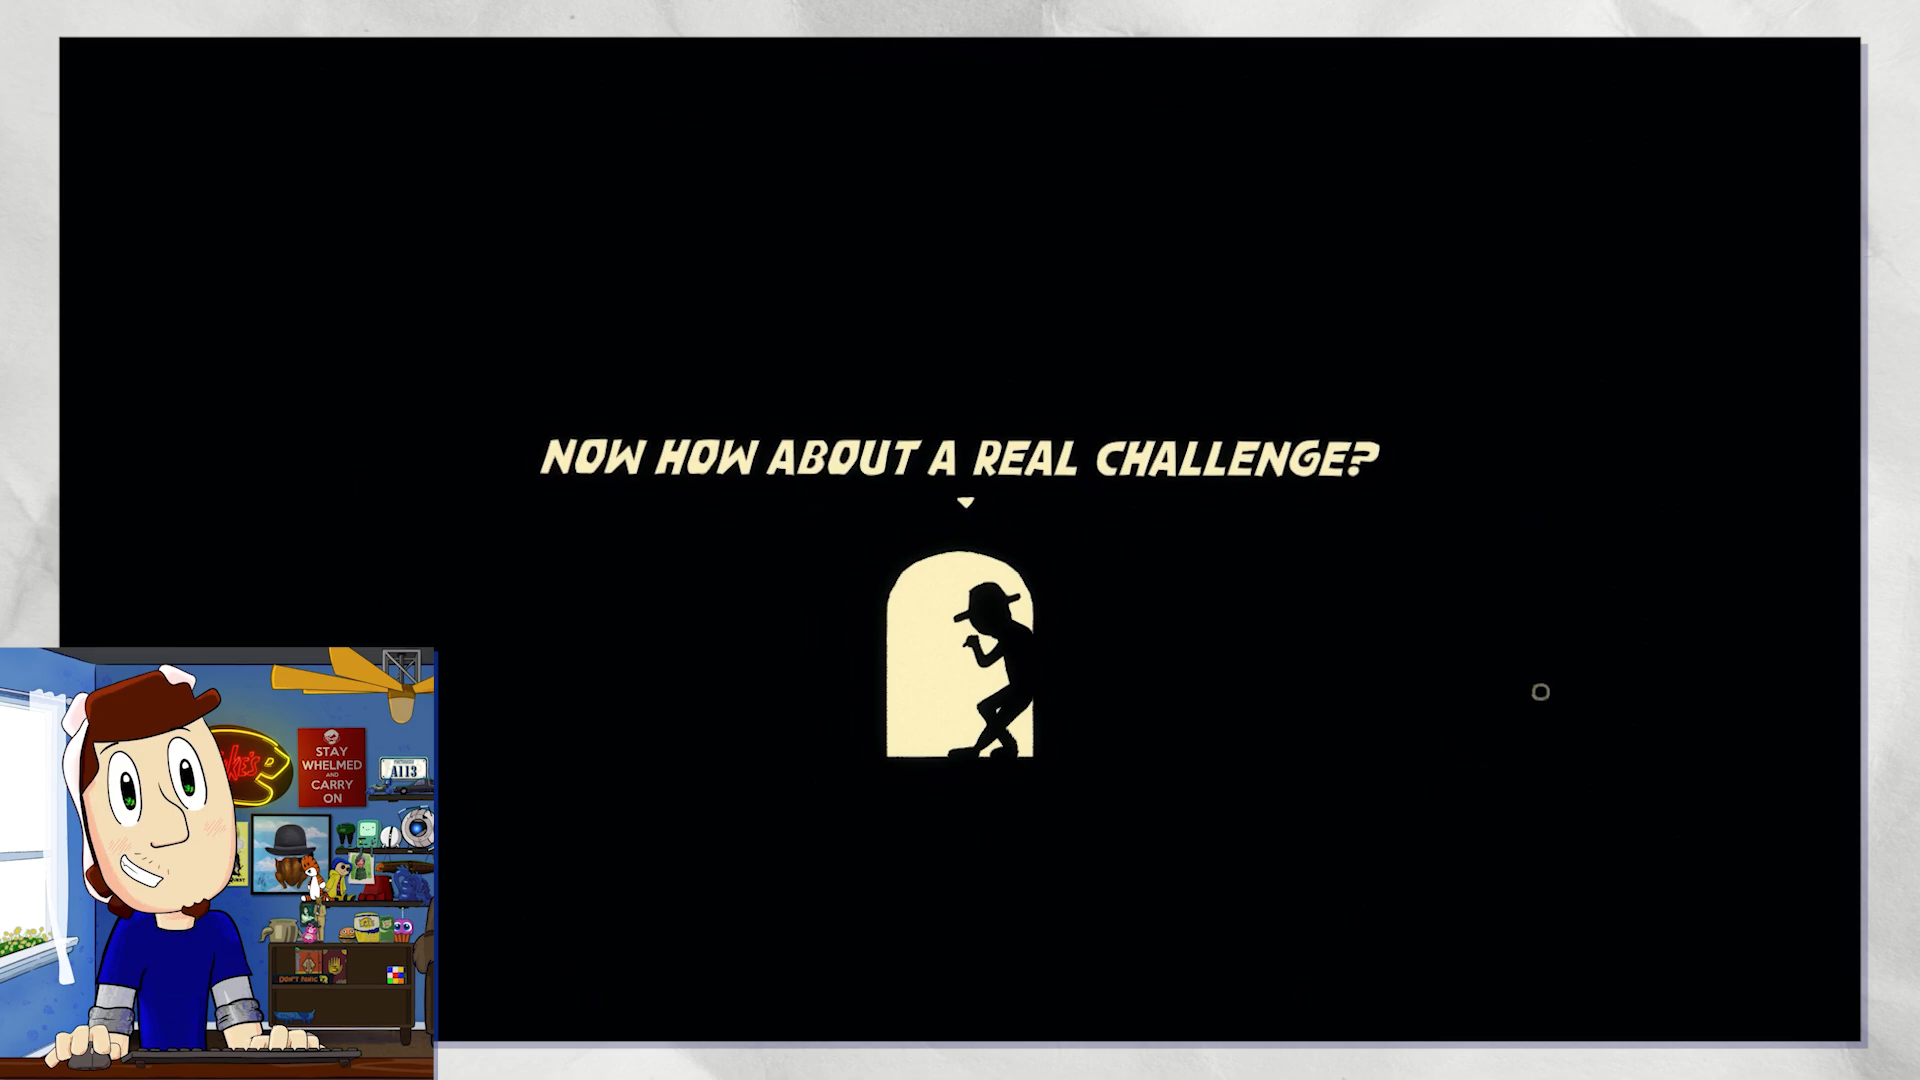 NOW HOW ABOUT A REAL CHALLENGE?
STAY
WHELMED
AND
CARRY
ON
A113
DON'T PANIC